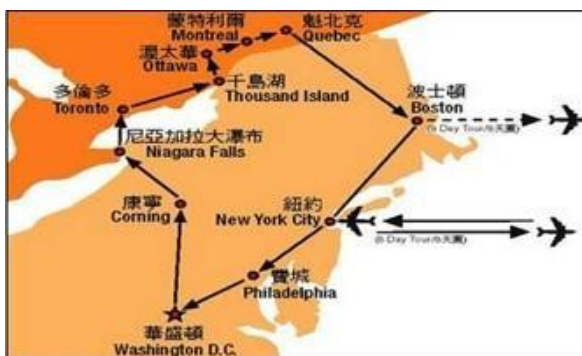 蒙特利爾
Montreal
魁北克
Quebec
渥太華
Ottawa
千島湖
Thousand Island
多倫多
Toronto
波士頓
Boston
尼亞加拉大瀑布
Niagara Falls
康寧
Corning
紐約
New York City
費城
Philadelphia
華盛頓
Washington D.C.